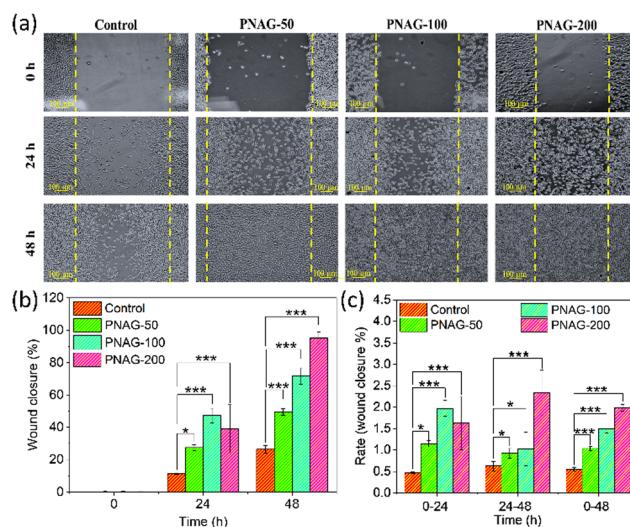 (a)
Control PNAG-50 PNAG-100 PNAG-200
0 h
100 μm 100 μm 100 μm 100 μm
24 h
100 μm 100 μm 100 μm 100 μm
48 h
100 μm 100 μm 100 μm 100 μm
(b)
Wound closure (%)
120
100
80
60
40
20
0
Control
PNAG-50
PNAG-100
PNAG-200
*
***
***
***
***
***
0 24 48
Time (h)
(c)
Rate (wound closure %)
4.5
4.0
3.5
3.0
2.5
2.0
1.5
1.0
0.5
0.0
Control
PNAG-50
PNAG-100
PNAG-200
*
***
***
*
*
***
***
***
***
0-24 24-48 0-48
Time (h)